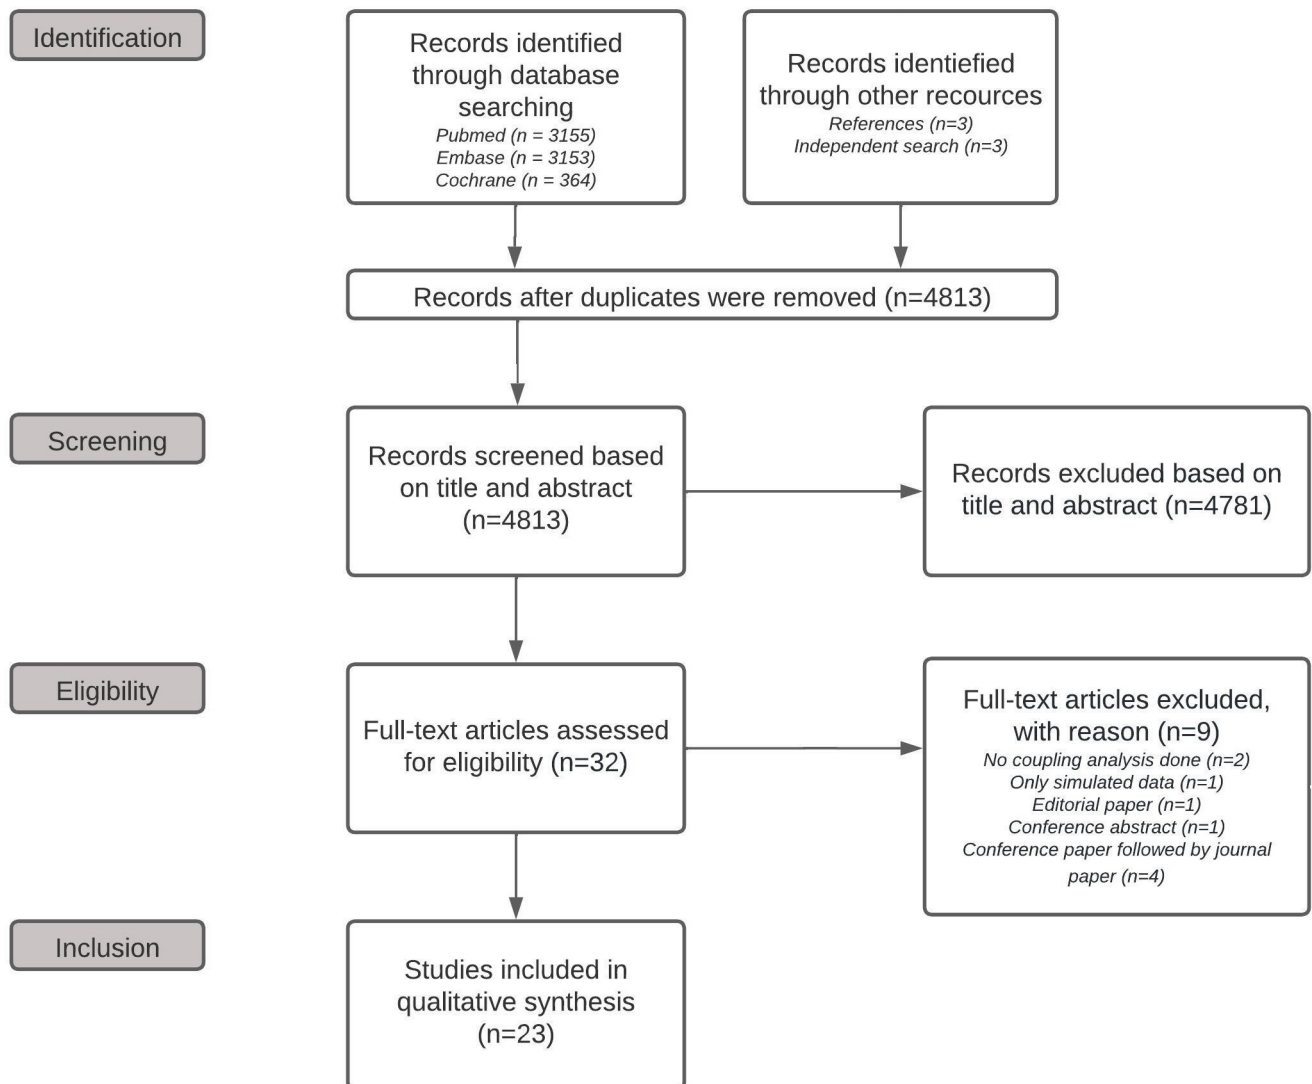 Identification
Records identified
through database
searching
Pubmed (n = 3155)
Embase (n = 3153)
Cochrane (n = 364)
Records identiefied
through other recources
References (n=3)
Independent search (n=3)
Records after duplicates were removed (n=4813)
Screening
Records screened based
on title and abstract
(n=4813)
Records excluded based on
title and abstract (n=4781)
Eligibility
Full-text articles assessed
for eligibility (n=32)
Full-text articles excluded,
with reason (n=9)
No coupling analysis done (n=2)
Only simulated data (n=1)
Editorial paper (n=1)
Conference abstract (n=1)
Conference paper followed by journal
paper (n=4)
Inclusion
Studies included in
qualitative synthesis
(n=23)